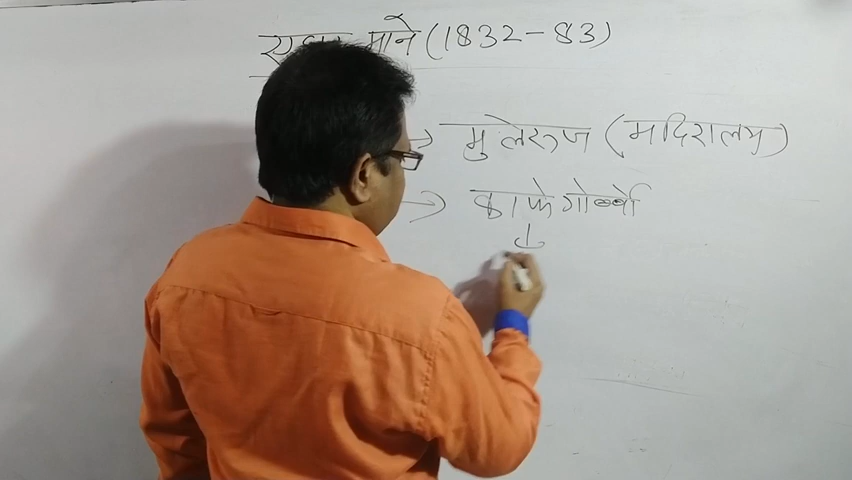 माने (1832-83)
→ मुलेरुज (मदिरालय)
→ काफेगोर्ब्बो
↓